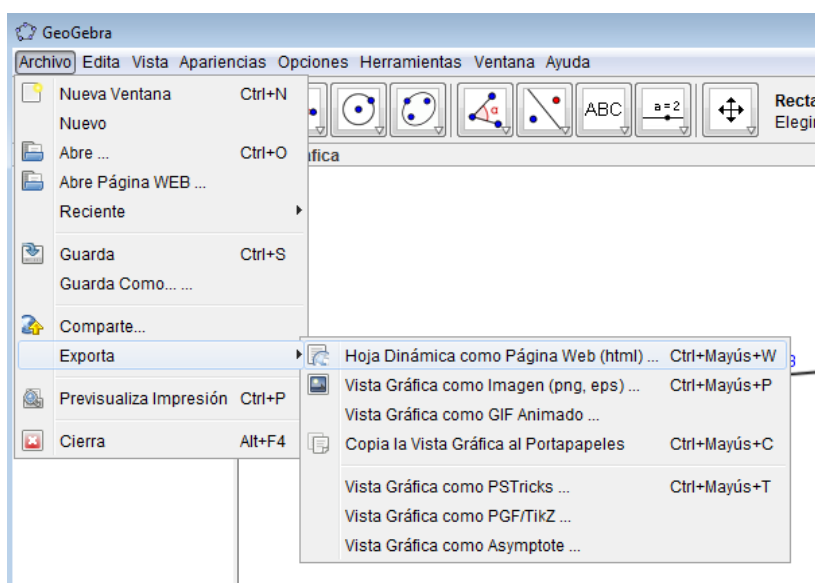 GeoGebra
Archivo Edita Vista Apariencias Opciones Herramientas Ventana Ayuda
Nueva Ventana Ctrl+N
Nuevo
Abre ... Ctrl+O
Abre Página WEB ...
Reciente
Guarda Ctrl+S
Guarda Como... ...
Comparte...
Exporta
Previsualiza Impresión Ctrl+P
Cierra Alt+F4
α
ABC
a=2
Recta
Elegir
áfica
Hoja Dinámica como Página Web (html) ... Ctrl+Mayús+W
Vista Gráfica como Imagen (png, eps) ... Ctrl+Mayús+P
Vista Gráfica como GIF Animado ...
Copia la Vista Gráfica al Portapapeles Ctrl+Mayús+C
Vista Gráfica como PSTricks ... Ctrl+Mayús+T
Vista Gráfica como PGF/TikZ ...
Vista Gráfica como Asymptote ...